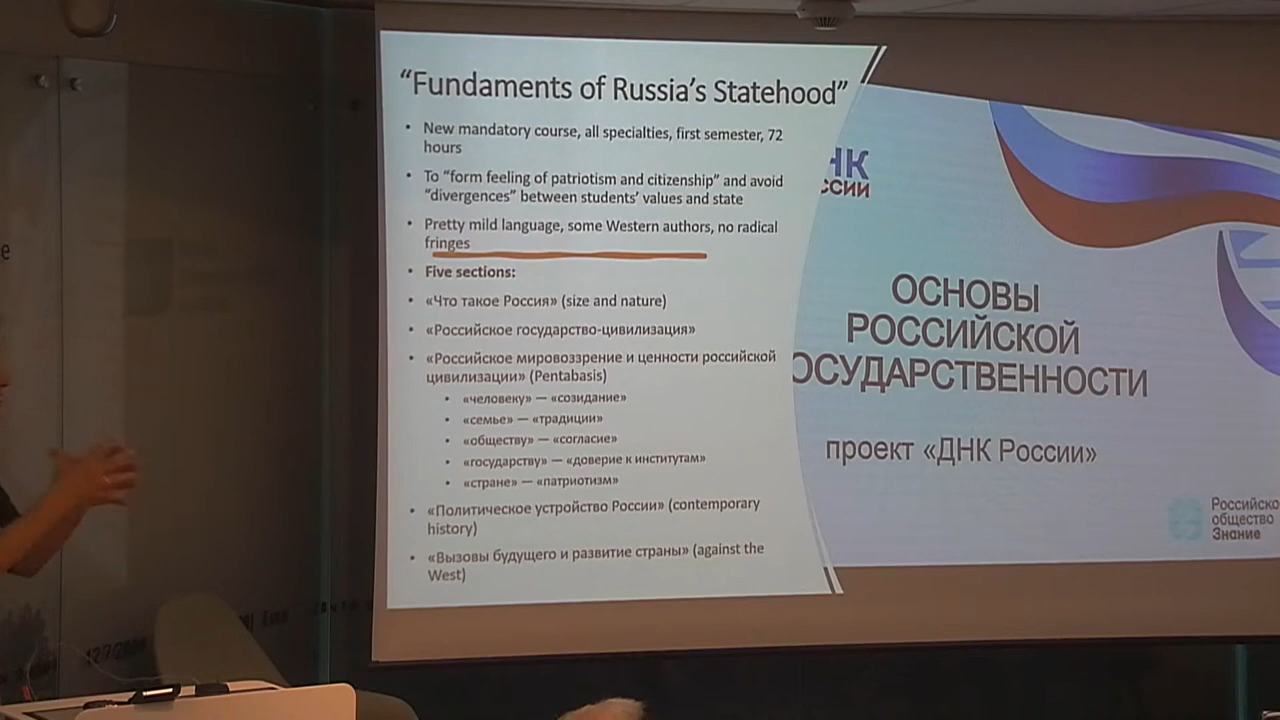 “Fundaments of Russia’s Statehood”
• New mandatory course, all specialties, first semester, 72
hours
• To “form feeling of patriotism and citizenship” and avoid
“divergences” between students’ values and state
• Pretty mild language, some Western authors, no radical
fringes
• Five sections:
• «Что такое Россия» (size and nature)
• «Российское государство-цивилизация»
• «Российское мировоззрение и ценности российской
цивилизации» (Pentabasis)
• «человеку» — «созидание»
• «семье» — «традиции»
• «обществу» — «согласие»
• «государству» — «доверие к институтам»
• «стране» — «патриотизм»
• «Политическое устройство России» (contemporary
history)
• «Вызовы будущего и развитие страны» (against the
West)
НК
ССИИ
ОСНОВЫ
РОССИЙСКОЙ
ОСУДАРСТВЕННОСТИ
проект «ДНК России»
Российско
общество
Знание
e